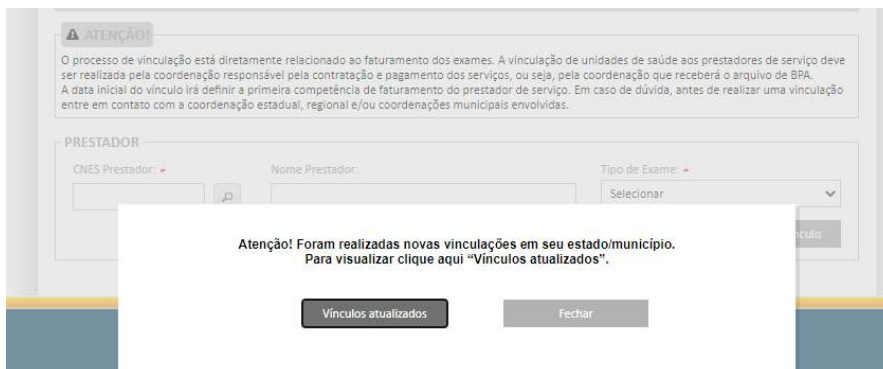 ATENÇÃO!
O processo de vinculação está diretamente relacionado ao faturamento dos exames. A vinculação de unidades de saúde aos prestadores de serviço deve
ser realizada pela coordenação responsável pela contratação e pagamento dos serviços, ou seja, pela coordenação que receberá o arquivo de BPA.
A data inicial do vínculo irá definir a primeira competência de faturamento do prestador de serviço. Em caso de dúvida, antes de realizar uma vinculação
entre em contato com a coordenação estadual, regional e/ou coordenações municipais envolvidas.
PRESTADOR
CNES Prestador:
Nome Prestador:
Tipo de Exame:
Selecionar
Atenção! Foram realizadas novas vinculações em seu estado/município.
Para visualizar clique aqui “Vínculos atualizados”.
Vínculos atualizados
Fechar